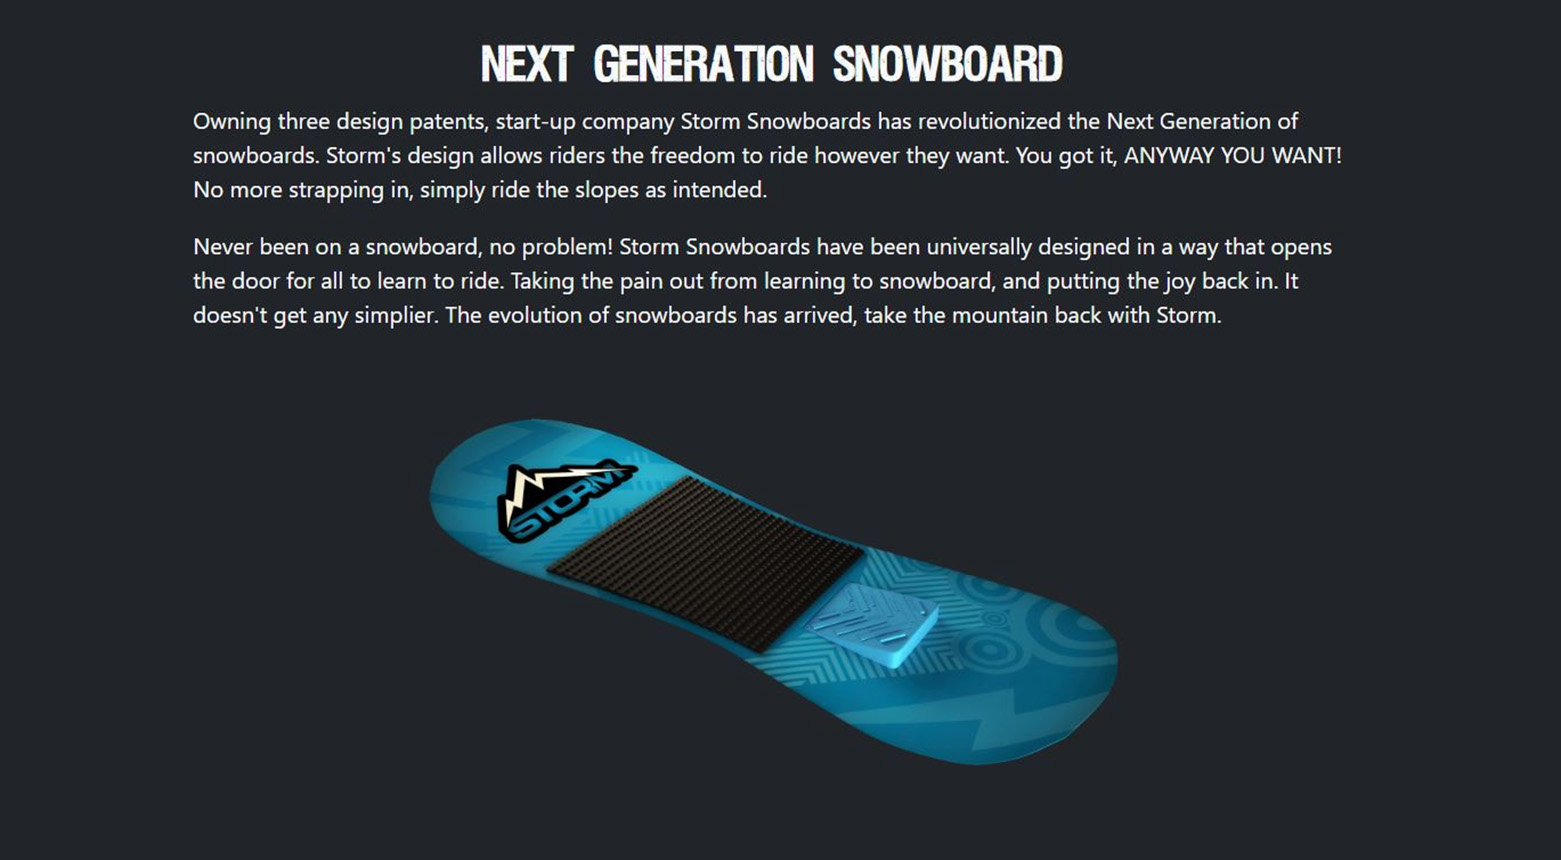 NEXT GENERATION SNOWBOARD
Owning three design patents, start-up company Storm Snowboards has revolutionized the Next Generation of
snowboards. Storm's design allows riders the freedom to ride however they want. You got it, ANYWAY YOU WANT!
No more strapping in, simply ride the slopes as intended.
Never been on a snowboard, no problem! Storm Snowboards have been universally designed in a way that opens
the door for all to learn to ride. Taking the pain out from learning to snowboard, and putting the joy back in. It
doesn't get any simplier. The evolution of snowboards has arrived, take the mountain back with Storm.
STORM